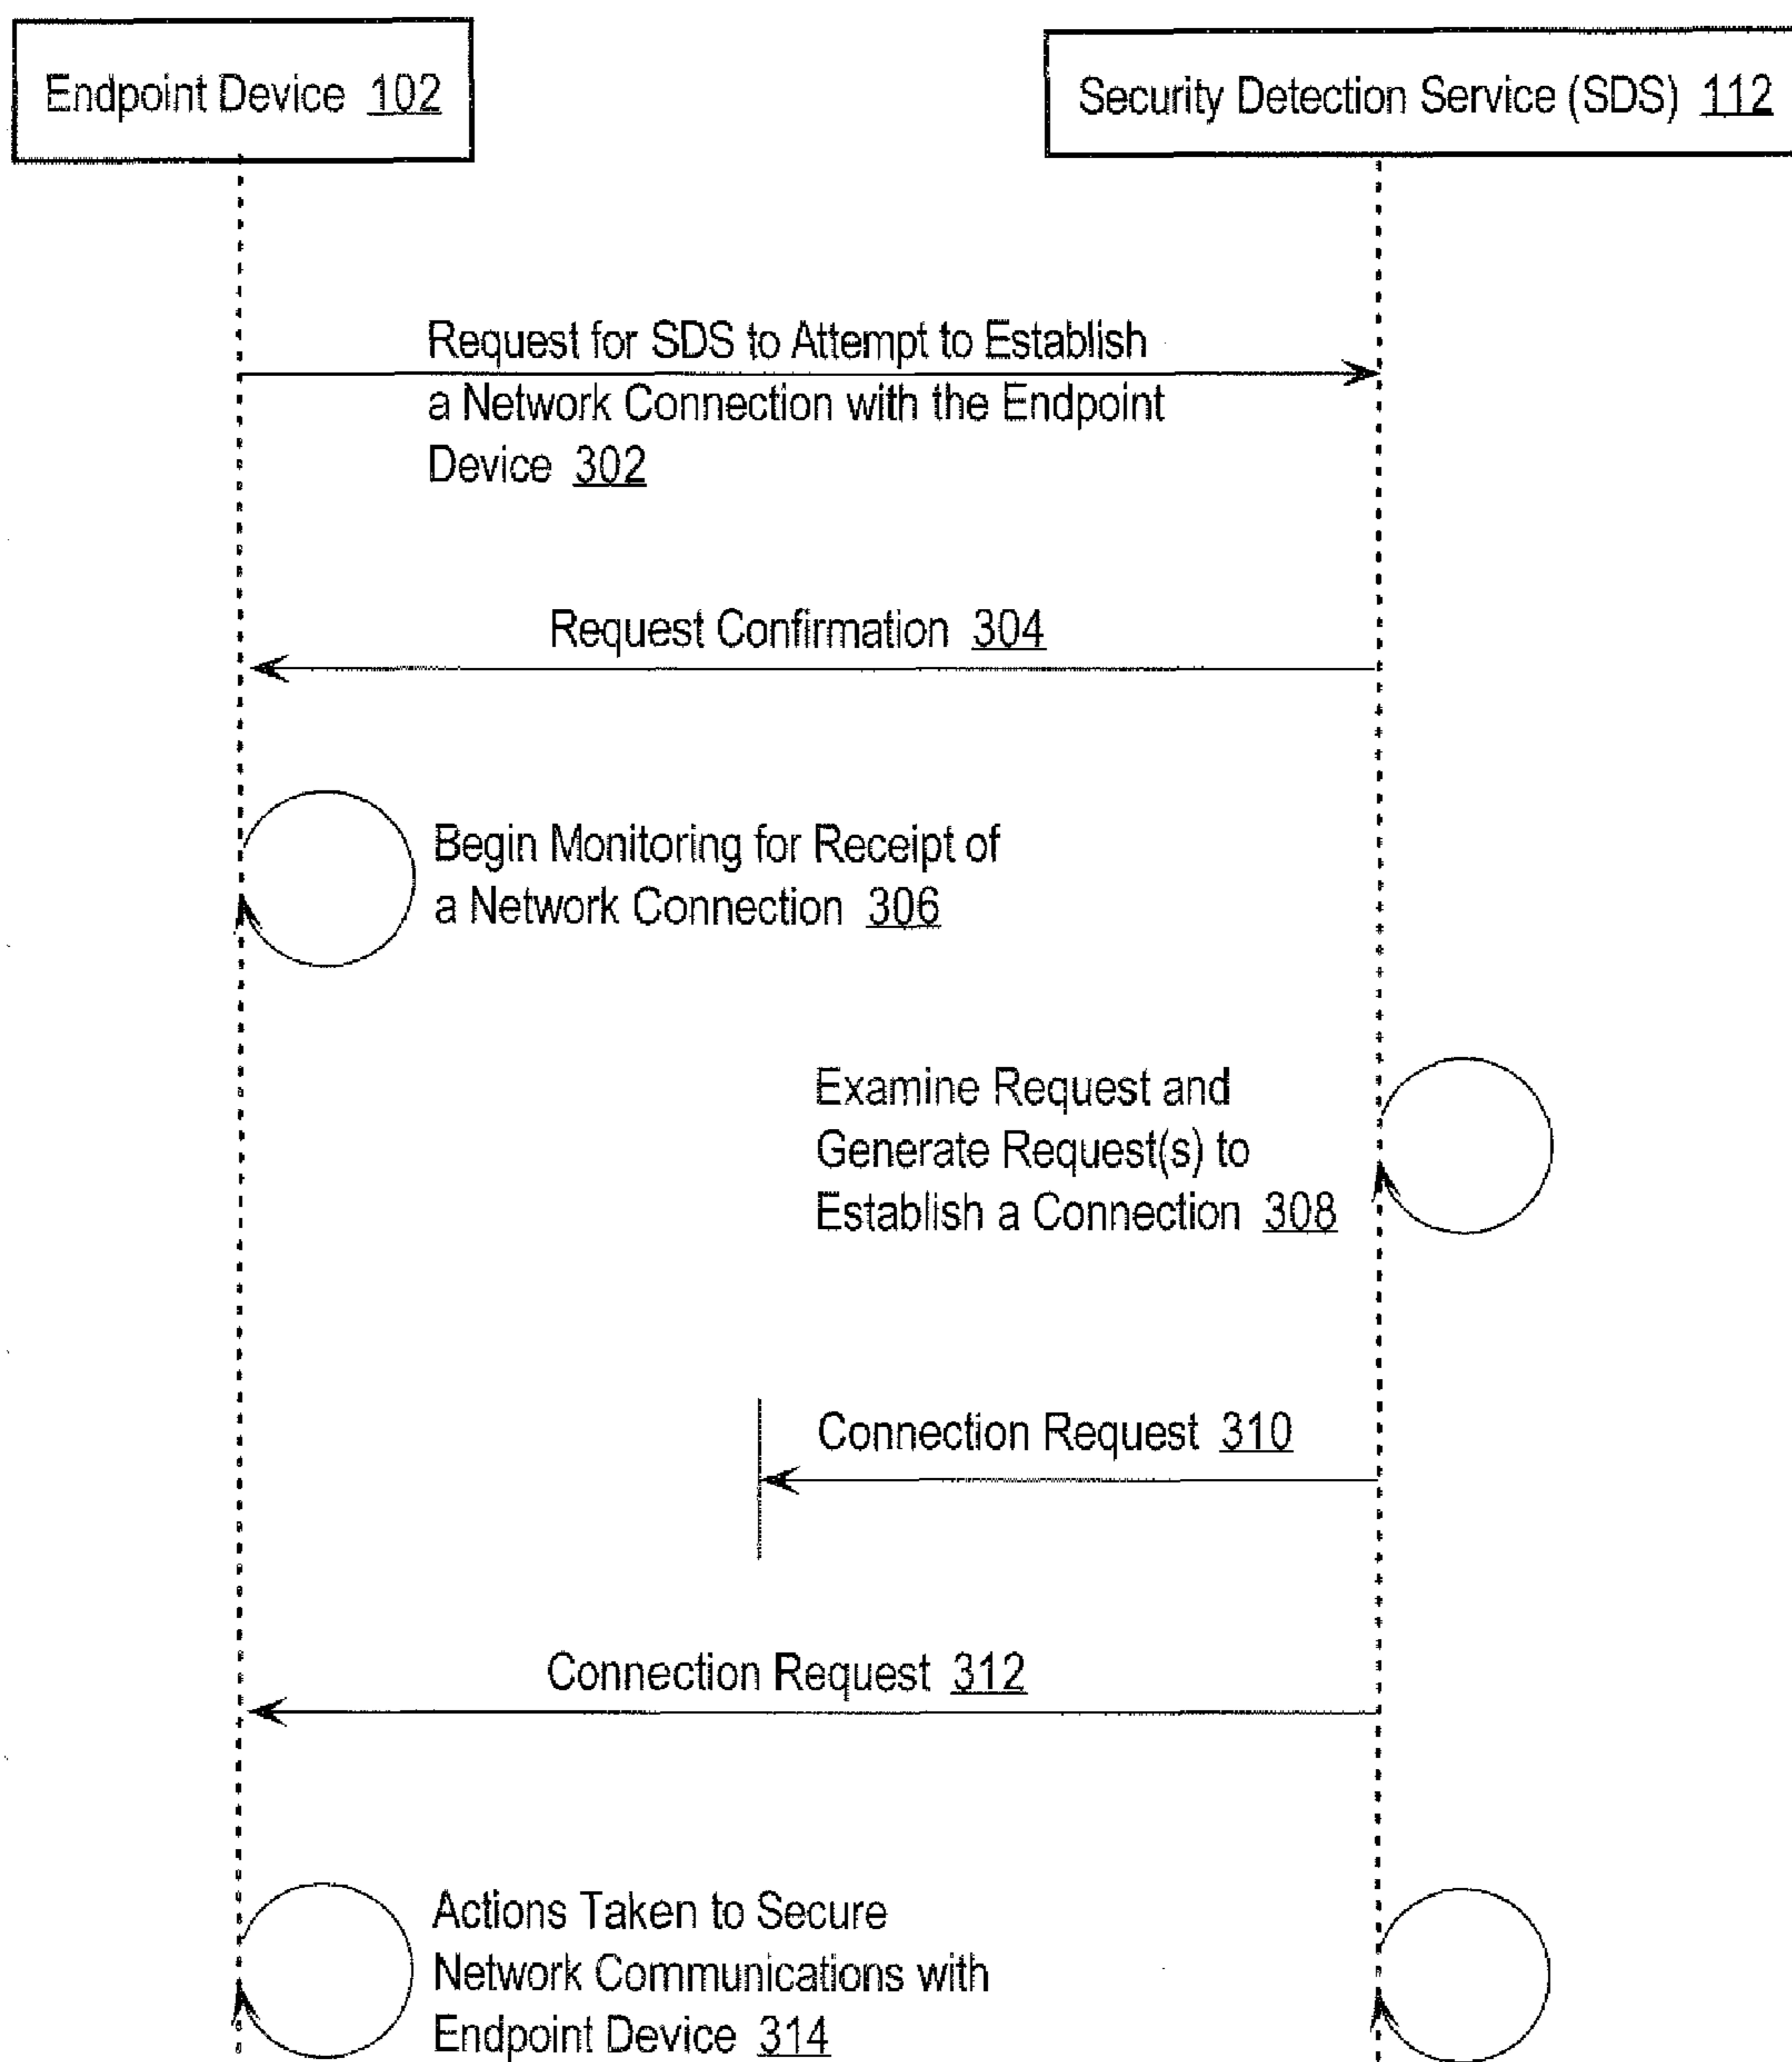 Endpoint Device 102
Security Detection Service (SDS) 112
Request for SDS to Attempt to Establish
a Network Connection with the Endpoint
Device 302
Request Confirmation 304
Begin Monitoring for Receipt of
a Network Connection 306
Examine Request and
Generate Request(s) to
Establish a Connection 308
Connection Request 310
Connection Request 312
Actions Taken to Secure
Network Communications with
Endpoint Device 314